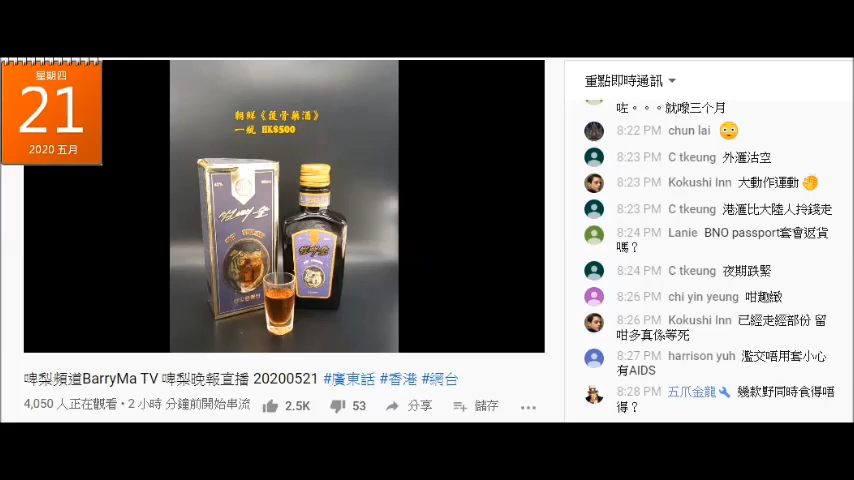 星期四
21
2020 五月
朝鮮《護骨藥酒》
一瓶 HK$500
啤梨頻道BarryMa TV 啤梨晚報直播 20200521 #廣東話 #香港 #網台
4,050 人正在觀看 • 2 小時 分鐘前開始串流
2.5K
53
分享
儲存
重點即時通訊
咗。。。就嚟三个月
8:22 PM chun lai 😳
8:23 PM C tkeung 外滙沽空
8:23 PM Kokushi Inn 大動作運動 👋
8:23 PM C tkeung 港滙比大陸人拎錢走
8:24 PM Lanie BNO passport套會返貨
嗎？
8:24 PM C tkeung 夜期跌緊
8:26 PM chi yin yeung 咁趣緻
8:26 PM Kokushi Inn 已經走經部份 留
咁多真係等死
8:27 PM harrison yuh 濫交唔用套小心
有AIDS
8:28 PM 五爪金龍 幾款野同時食得唔
得？